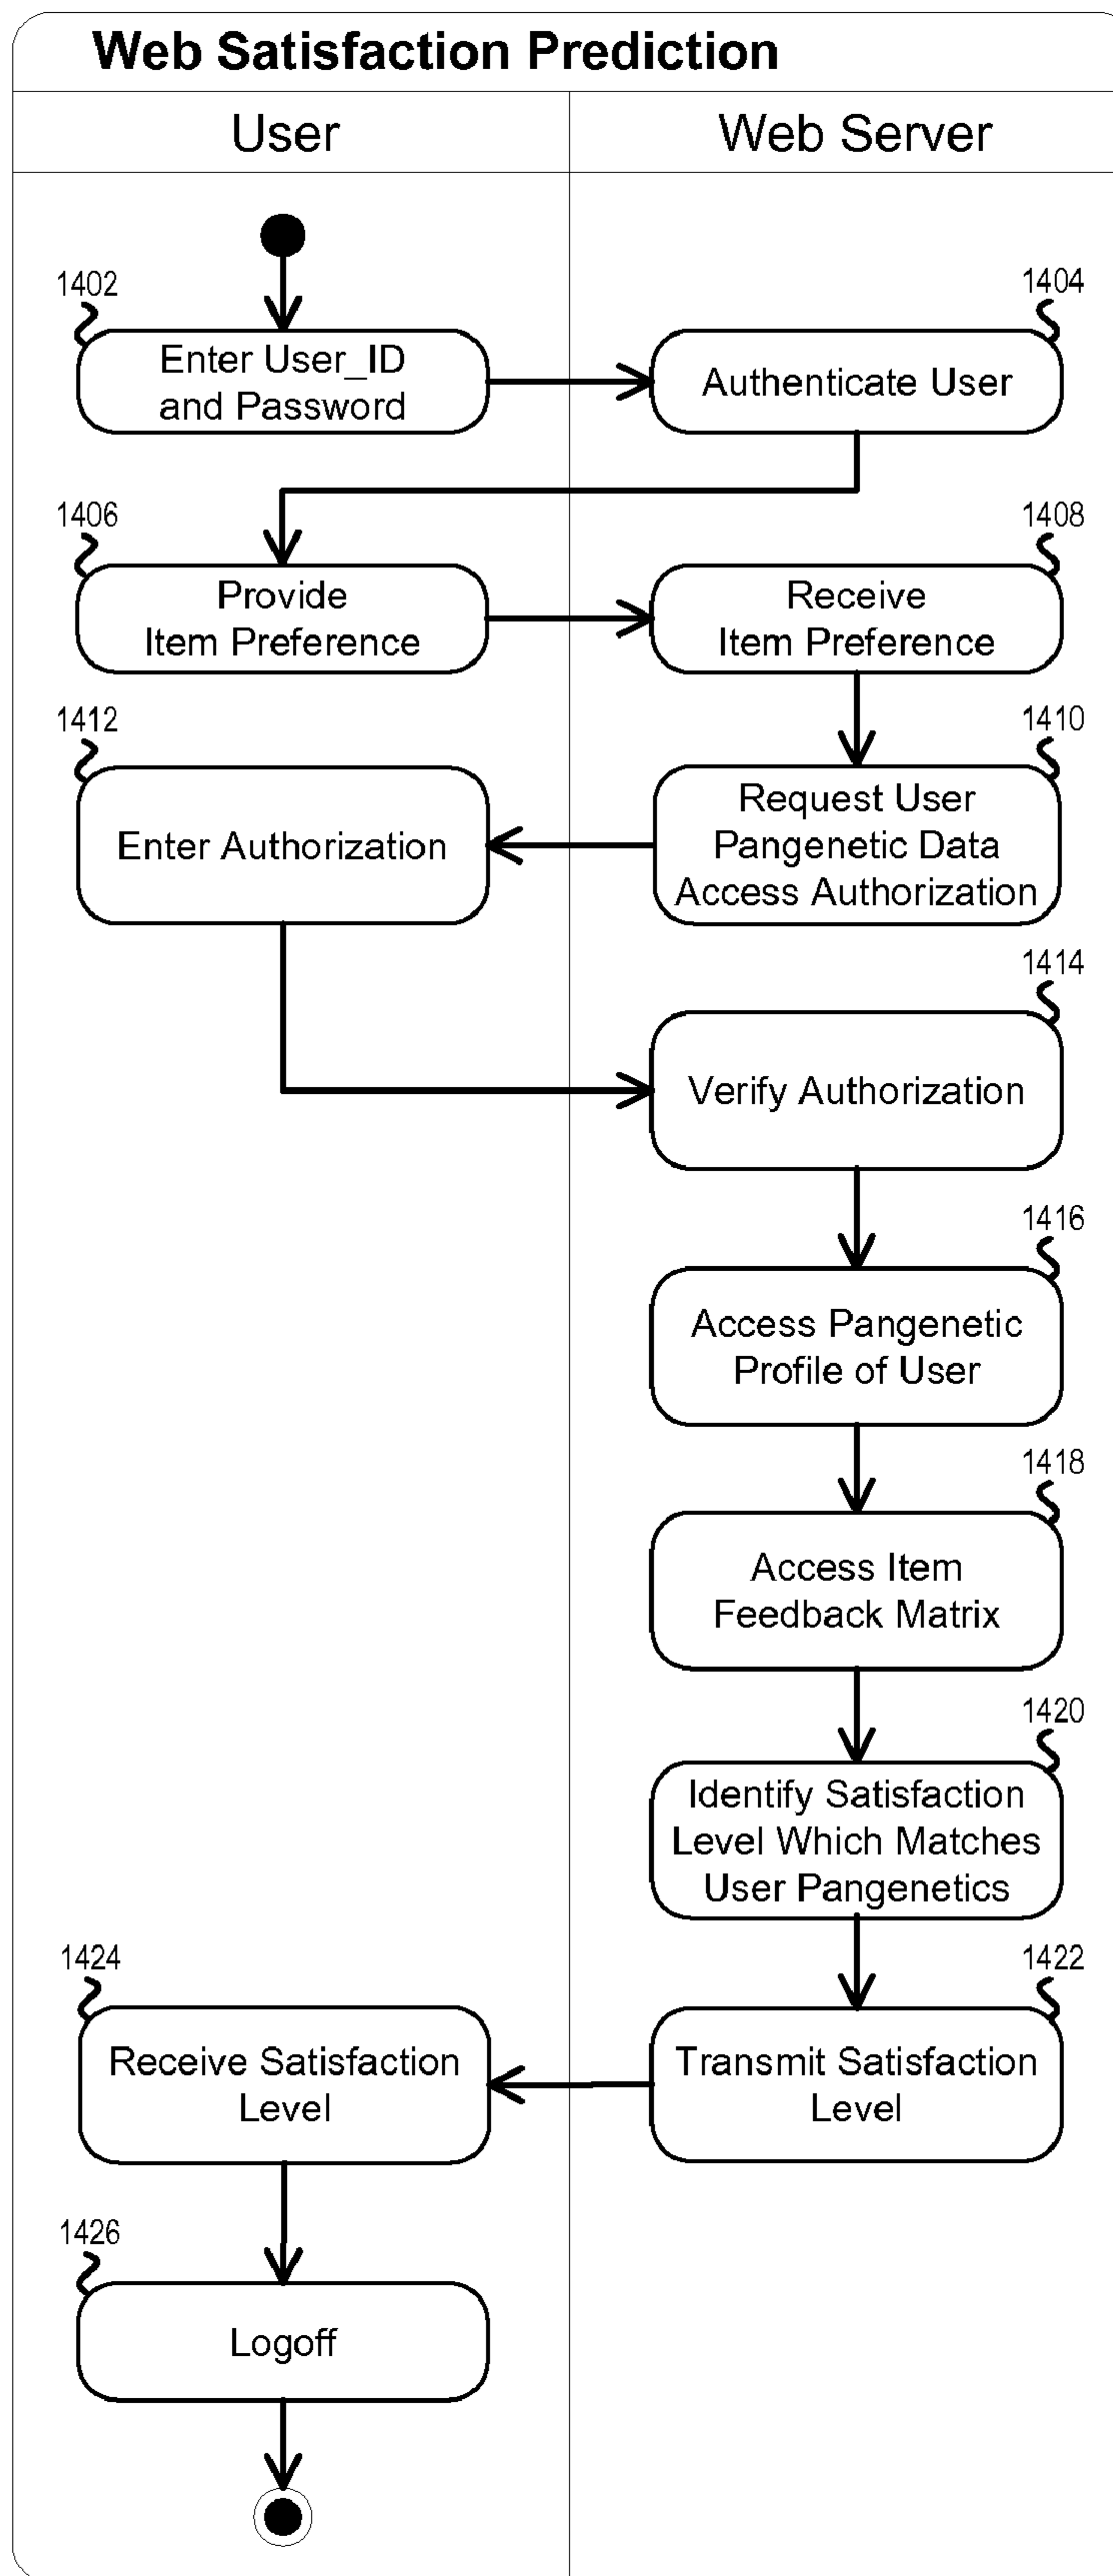 Web Satisfaction Prediction
User
Web Server
1402
1404
Enter User_ID
and Password
Authenticate User
1406
1408
Provide
Item Preference
Receive
Item Preference
1412
1410
Enter Authorization
Request User
Pangenetic Data
Access Authorization
1414
Verify Authorization
1416
Access Pangenetic
Profile of User
1418
Access Item
Feedback Matrix
1420
Identify Satisfaction
Level Which Matches
User Pangenetics
1424
1422
Receive Satisfaction
Level
Transmit Satisfaction
Level
1426
Logoff